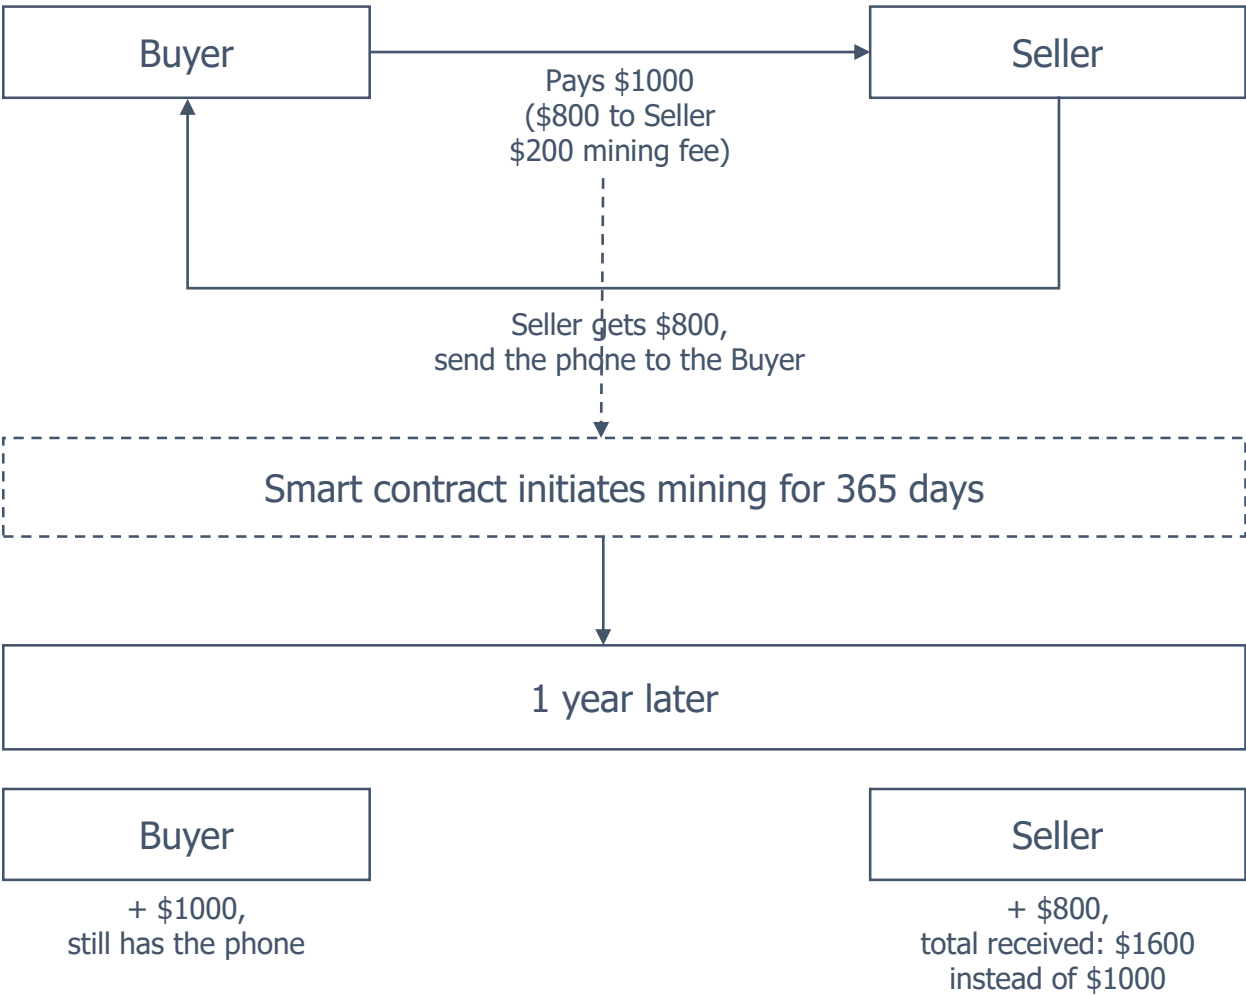 Buyer
Seller
Pays $1000
($800 to Seller
$200 mining fee)
Seller gets $800,
send the phone to the Buyer
Smart contract initiates mining for 365 days
1 year later
Buyer
Seller
+ $1000,
still has the phone
+ $800,
total received: $1600
instead of $1000